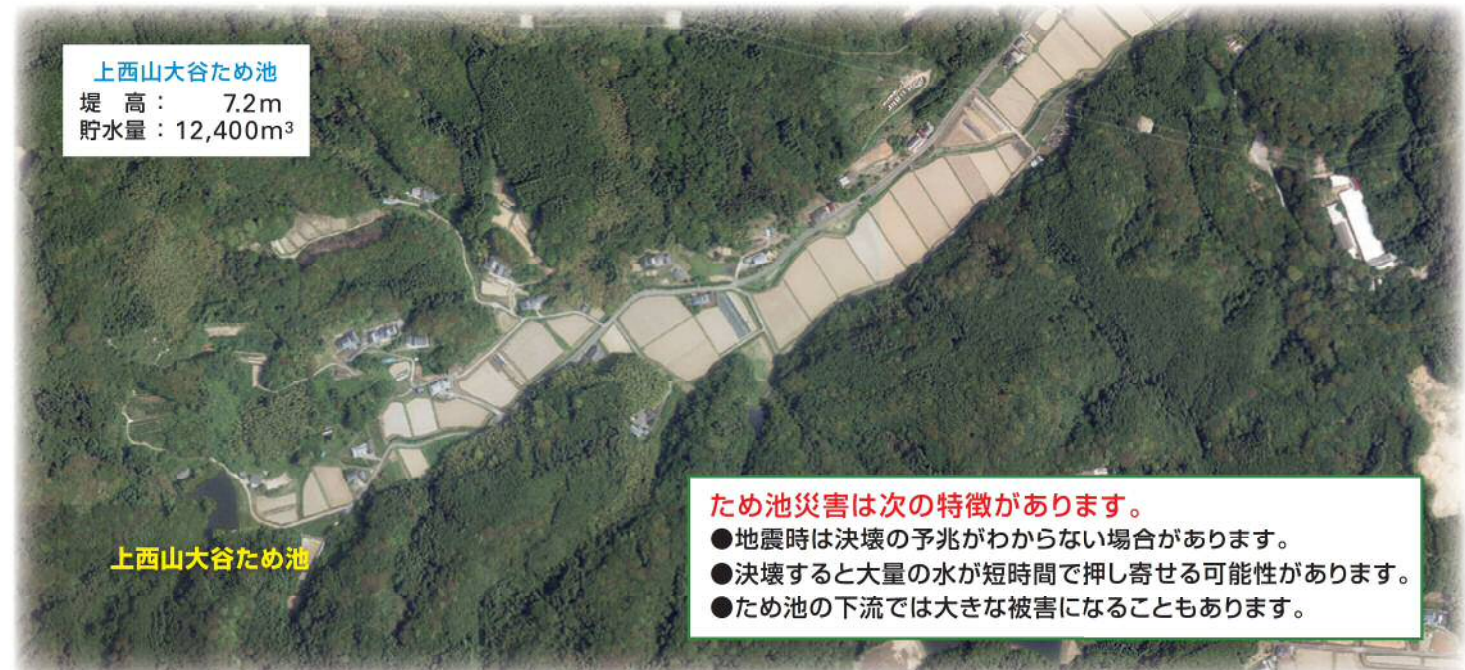 上西山大谷ため池
堤　高：　7.2m
貯水量：12,400m³
上西山大谷ため池
ため池災害は次の特徴があります。
●地震時は決壊の予兆がわからない場合があります。
●決壊すると大量の水が短時間で押し寄せる可能性があります。
●ため池の下流では大きな被害になることもあります。